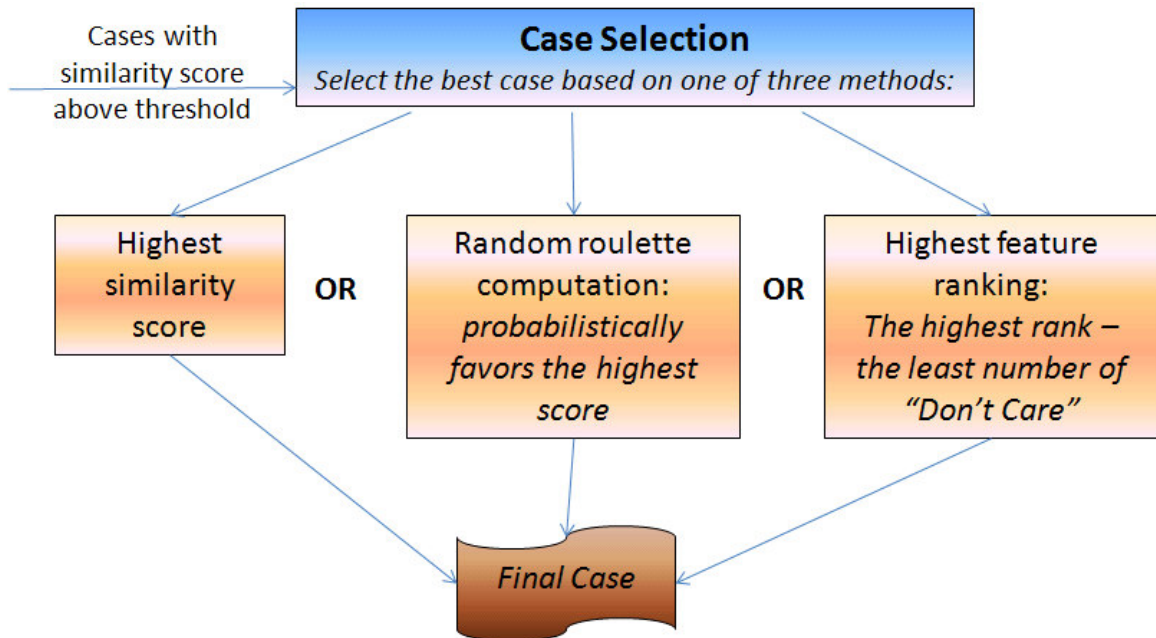 Cases with
similarity score
above threshold
Case Selection
Select the best case based on one of three methods:
Highest
similarity
score
OR
Random roulette
computation:
probabilistically
favors the highest
score
OR
Highest feature
ranking:
The highest rank –
the least number of
“Don’t Care”
Final Case